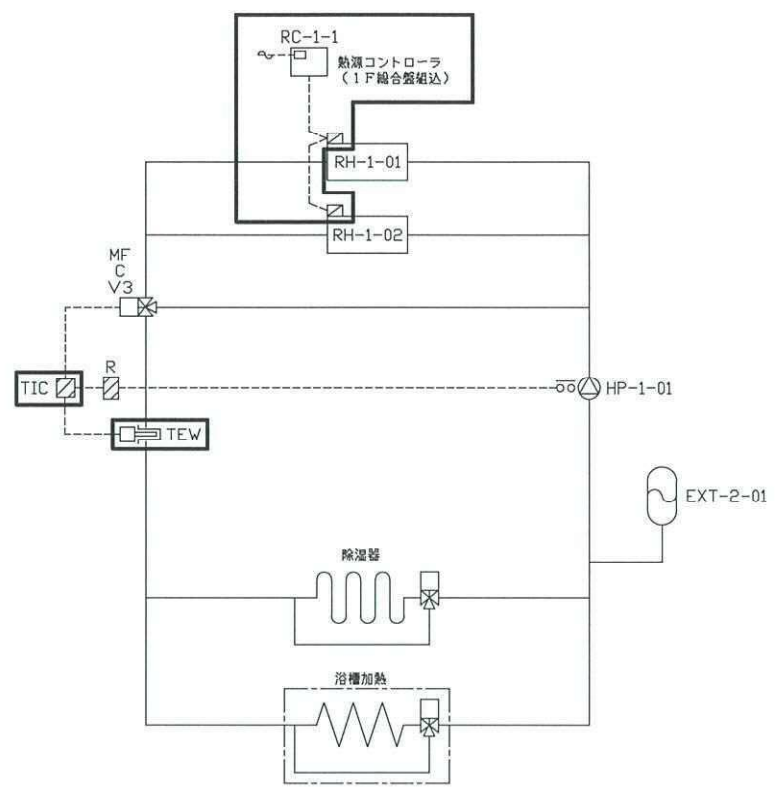 RC-1-1
熱源コントローラ
(1F総合盤組込)
RH-1-01
RH-1-02
MF
C
V3
TIC
R
HP-1-01
TEW
EXT-2-01
除湿器
浴槽加熱